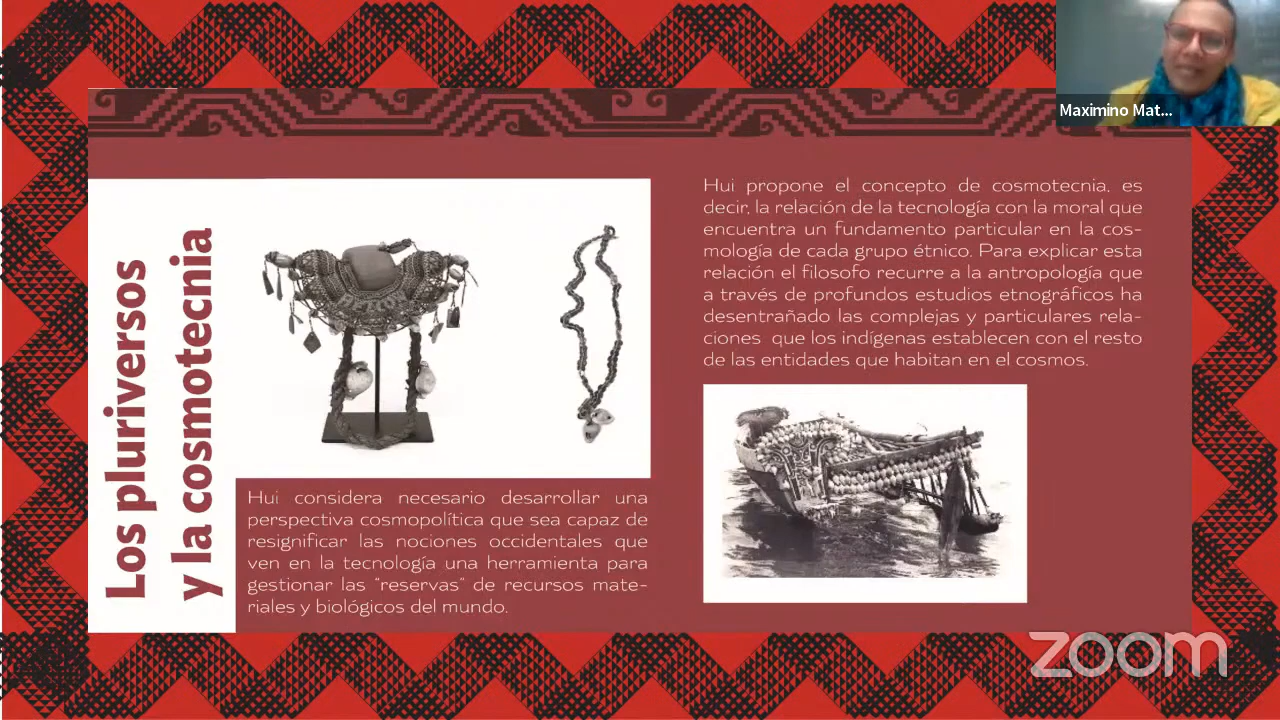 Maximino Mat...
Los pluriversos
y la cosmotecnia
Hui considera necesario desarrollar una
perspectiva cosmopolítica que sea capaz de
resignificar las nociones occidentales que
ven en la tecnología una herramienta para
gestionar las “reservas” de recursos mate-
riales y biológicos del mundo.
Hui propone el concepto de cosmotecnia, es
decir, la relación de la tecnología con la moral que
encuentra un fundamento particular en la cos-
mología de cada grupo étnico. Para explicar esta
relación el filosofo recurre a la antropología que
a través de profundos estudios etnográficos ha
desentrañado las complejas y particulares rela-
ciones que los indígenas establecen con el resto
de las entidades que habitan en el cosmos.
zoom